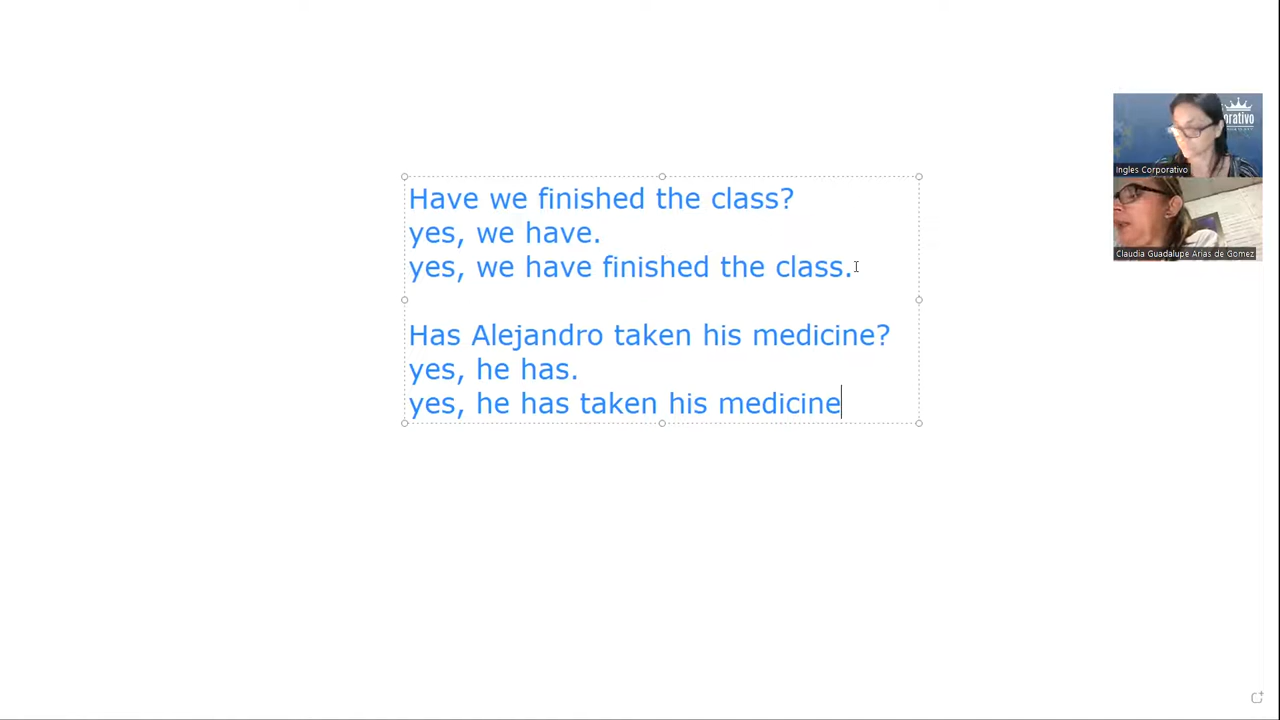 Have we finished the class?
yes, we have.
yes, we have finished the class.
Has Alejandro taken his medicine?
yes, he has.
yes, he has taken his medicine
orativo
Ingles Corporativo
Claudia Guadalupe Arias de Gomez